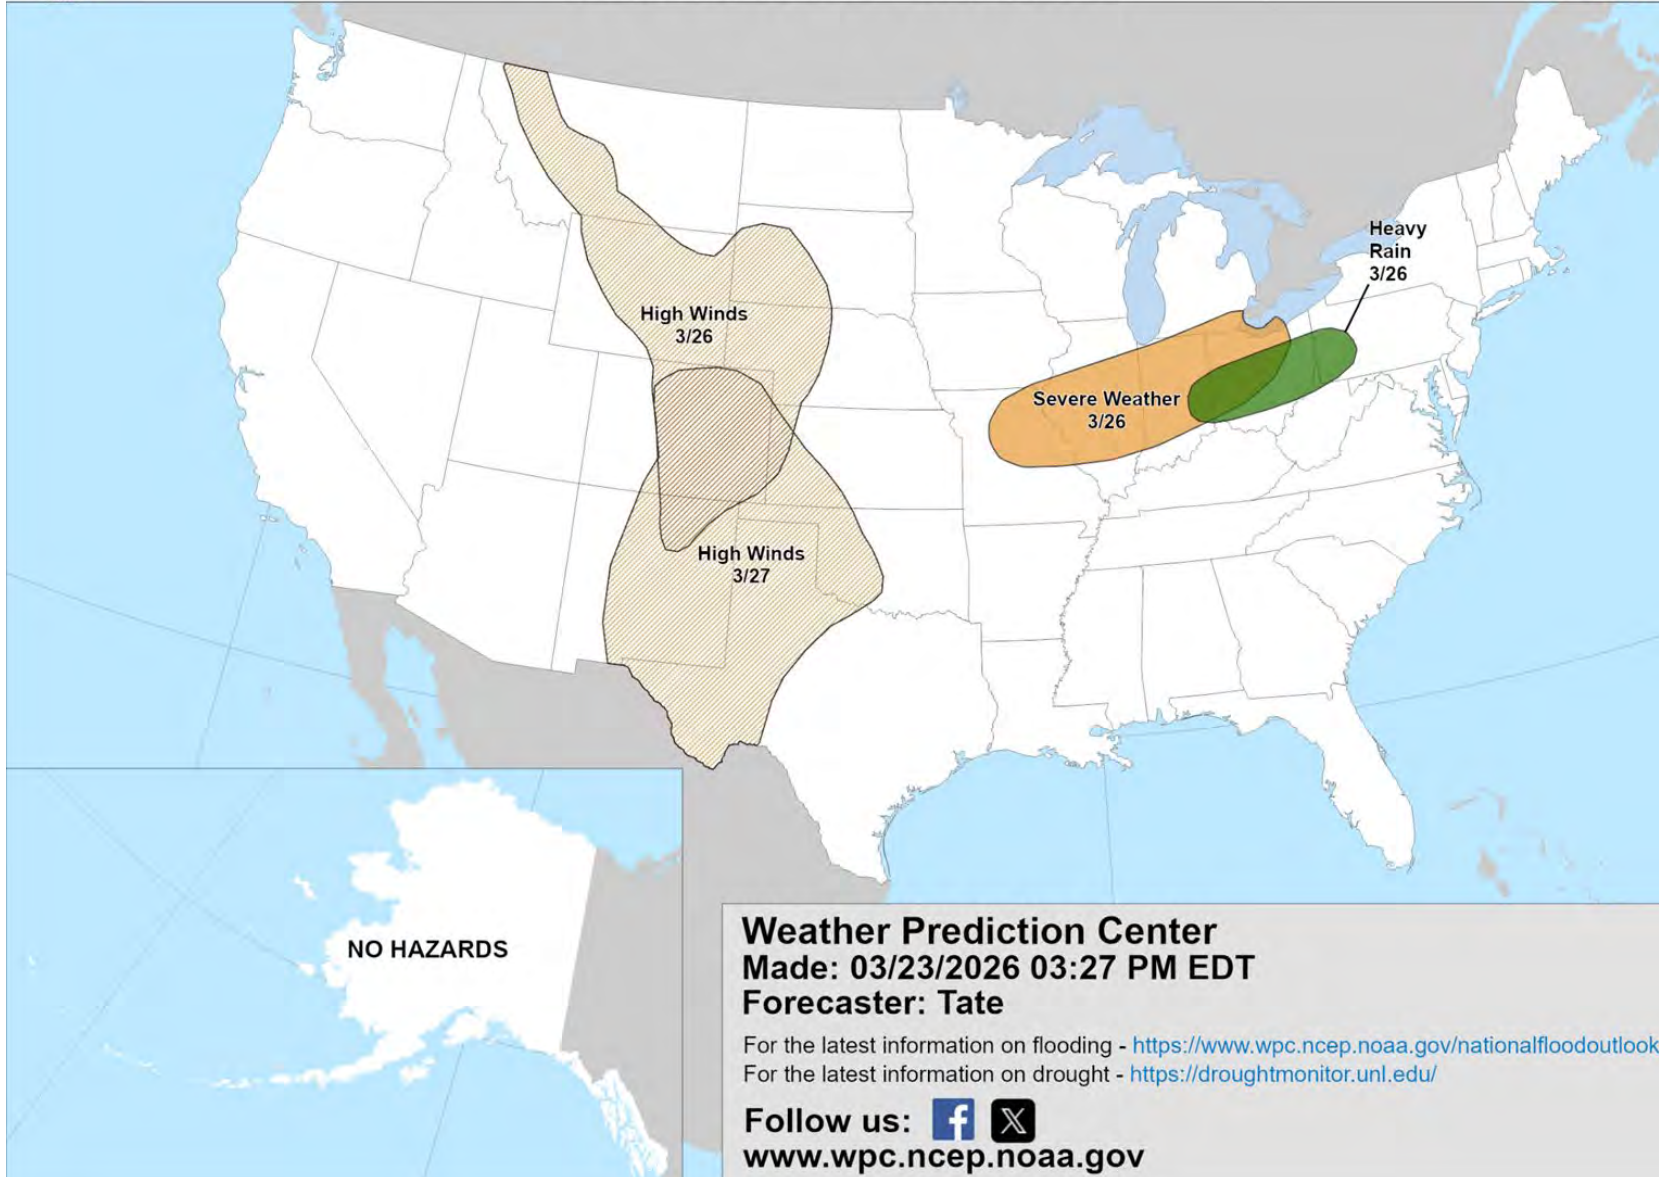 Heavy
Rain
3/26
High Winds
3/26
Severe Weather
3/26
High Winds
3/27
NO HAZARDS
Weather Prediction Center
Made: 03/23/2026 03:27 PM EDT
Forecaster: Tate
For the latest information on flooding - https://www.wpc.ncep.noaa.gov/nationalfloodoutlook
For the latest information on drought - https://droughtmonitor.unl.edu/
Follow us: f X
www.wpc.ncep.noaa.gov